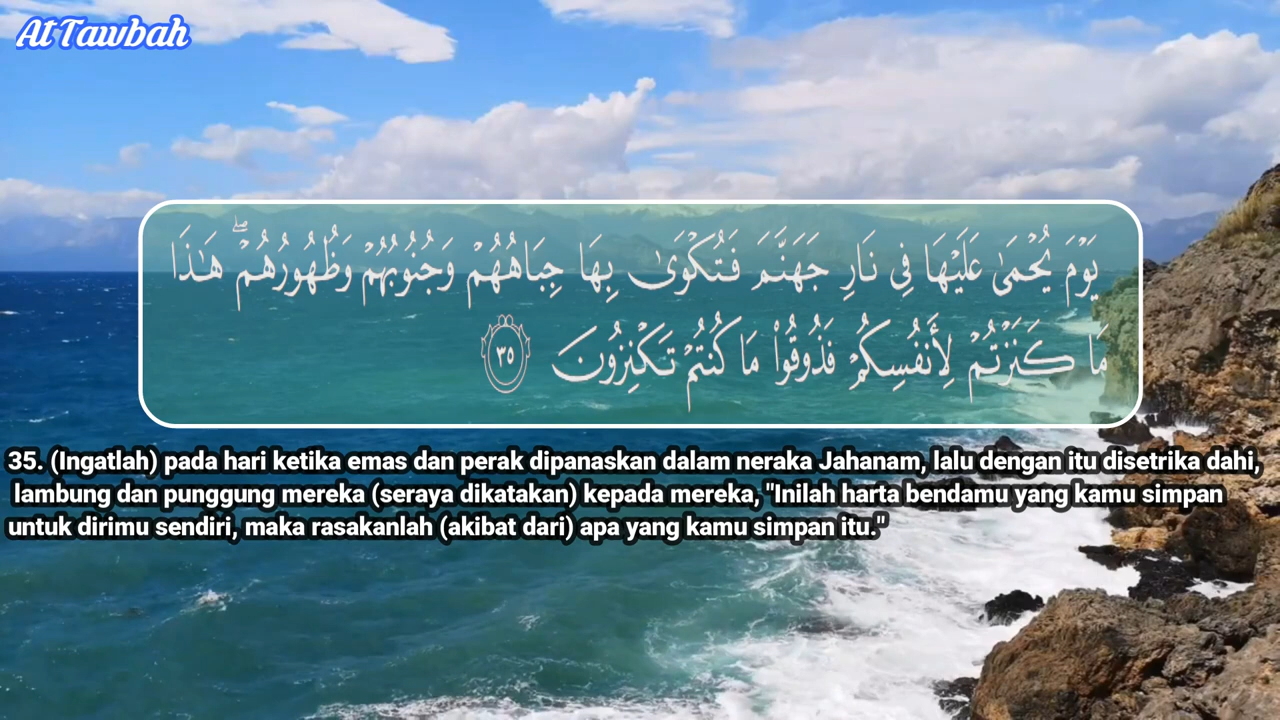 At Tawbah
يَوْمَ يُحْمَىٰ عَلَيْهَا فِى نَارِ جَهَنَّمَ فَتُكْوَىٰ بِهَا جِبَاهُهُمْ وَجُنُوبُهُمْ وَظُهُورُهُمْ ۖ هَـٰذَا
مَا كَنَزْتُمْ لِأَنفُسِكُمْ فَذُوقُوا۟ مَا كُنتُمْ تَكْنِزُونَ ٣٥
35. (Ingatlah) pada hari ketika emas dan perak dipanaskan dalam neraka Jahanam, lalu dengan itu disetrika dahi,
lambung dan punggung mereka (seraya dikatakan) kepada mereka, "Inilah harta bendamu yang kamu simpan
untuk dirimu sendiri, maka rasakanlah (akibat dari) apa yang kamu simpan itu."